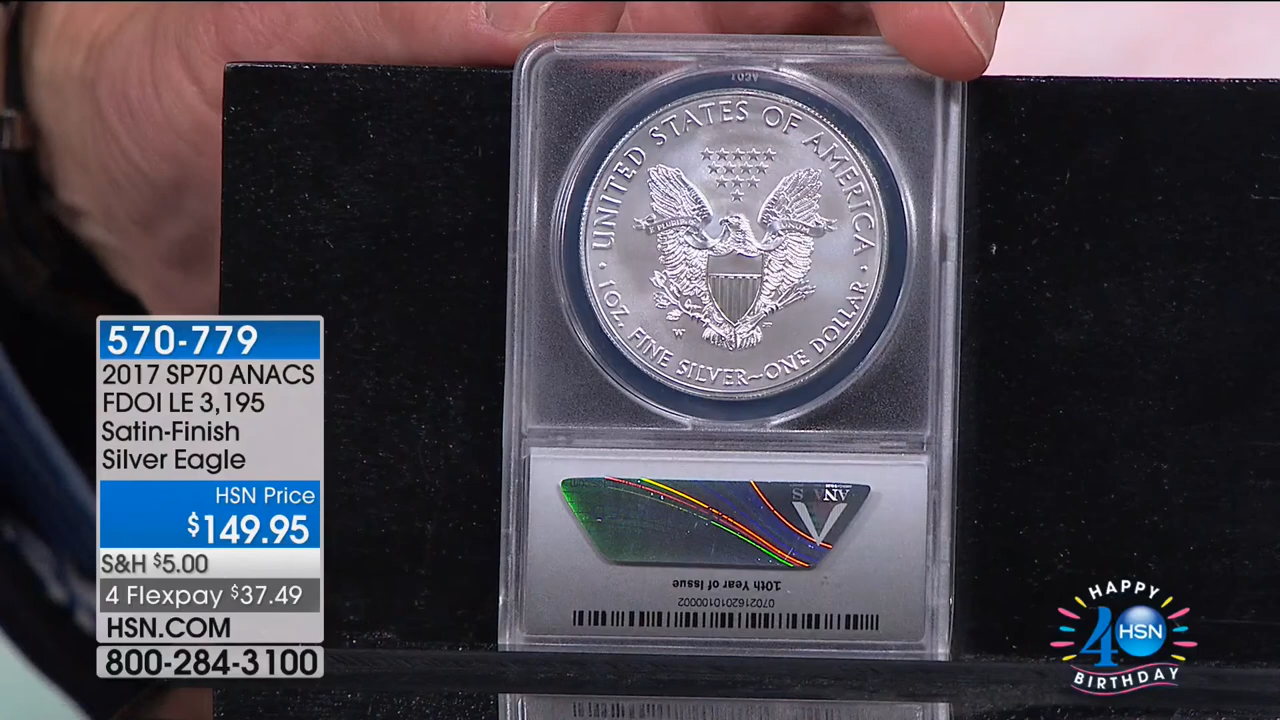 570-779
2017 SP70 ANACS
FDOI LE 3,195
Satin-Finish
Silver Eagle
HSN Price
$149.95
S&H $5.00
4 Flexpay $37.49
HSN.COM
800-284-3100
UNITED STATES OF AMERICA
E PLURIBUS UNUM
W
1 OZ. FINE SILVER~ONE DOLLAR
ANACS
10th Year of Issue
0702162010100002
HAPPY
40
HSN
BIRTHDAY